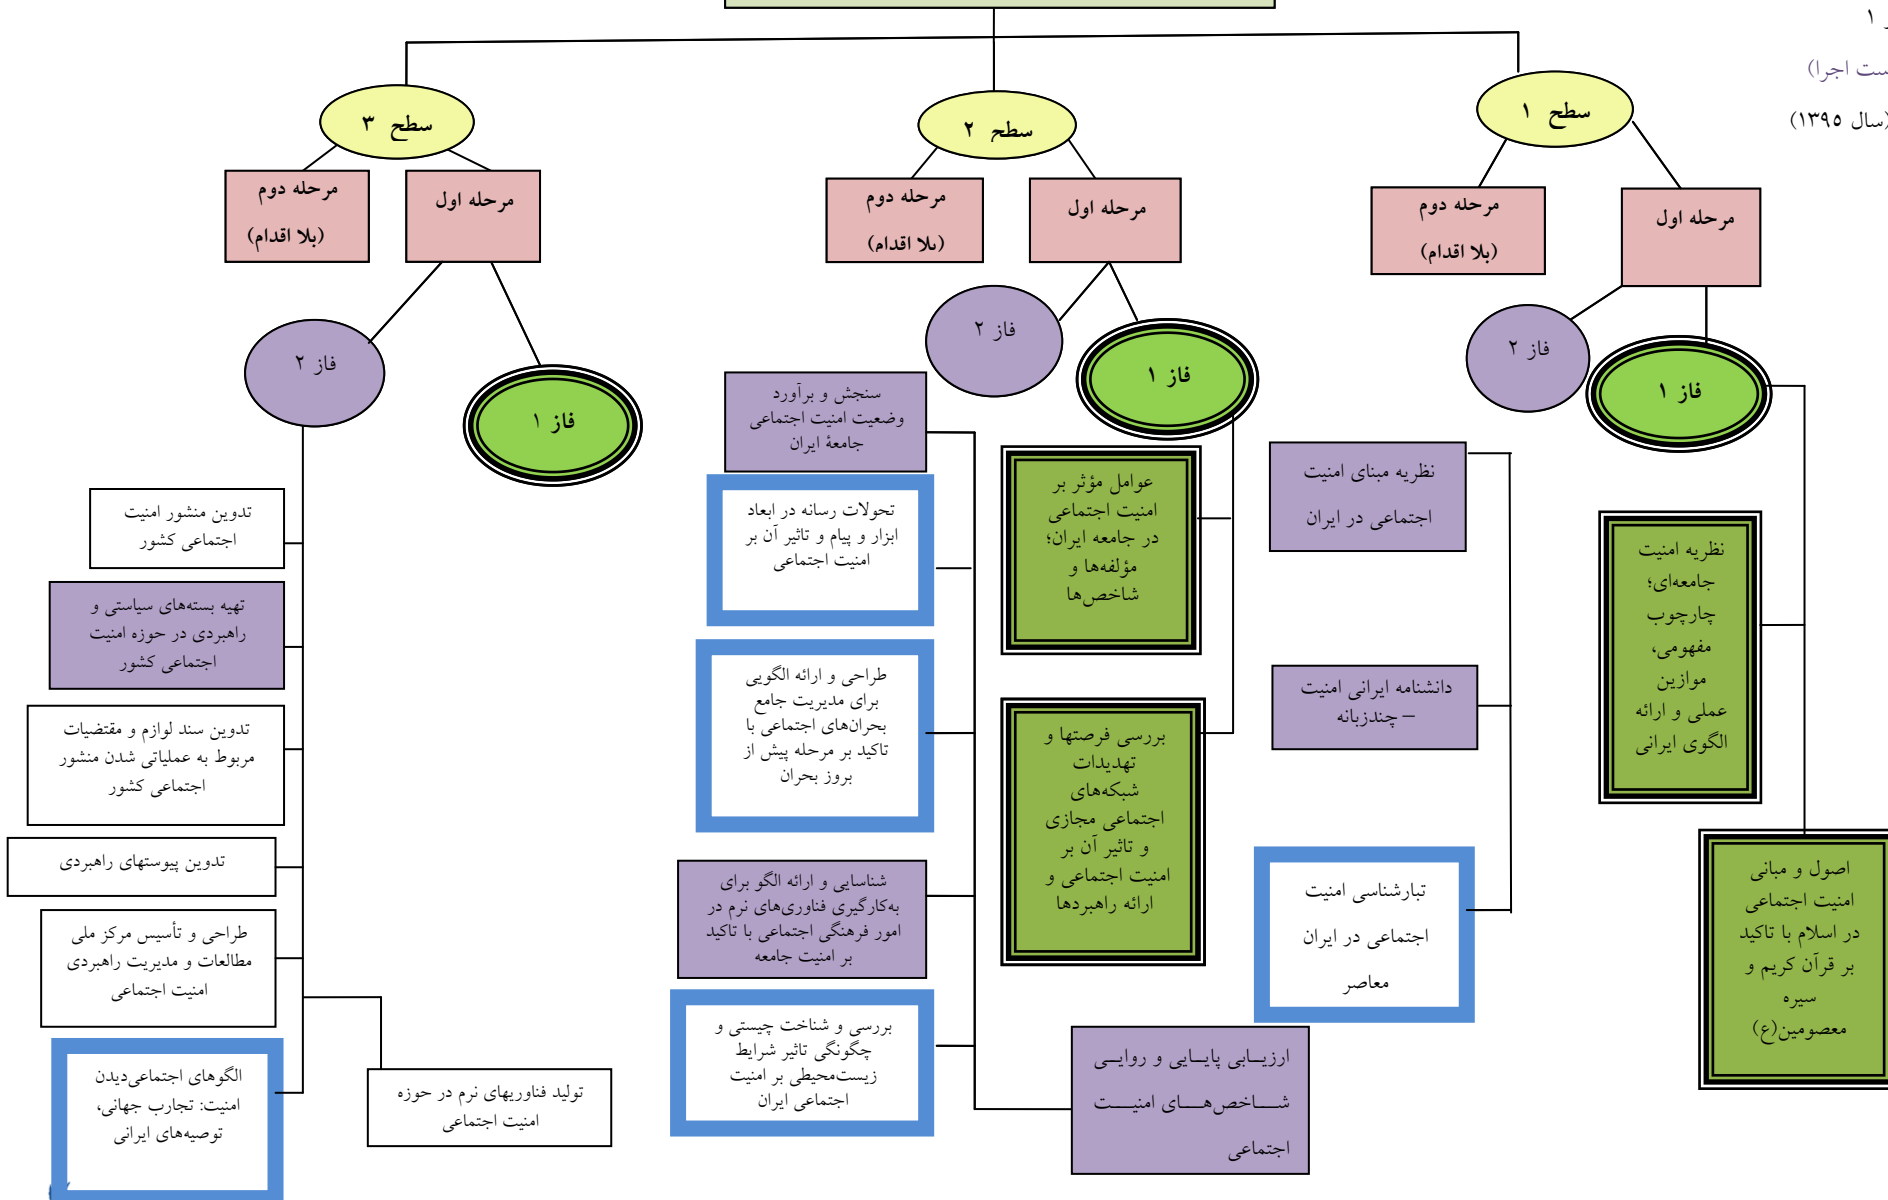 ست اجرا)
(سال ۱۳۹۵)
سطح ۱
مرحله اول
مرحله دوم
(بلا اقدام)
فاز ۱
فاز ۲
نظریه امنیت
جامعه‌ای؛
چارچوب
مفهومی،
موازین
عملی و ارائه
الگوی ایرانی
اصول و مبانی
امنیت اجتماعی
در اسلام با تاکید
بر قرآن کریم و
سیره
معصومین(ع)
نظریه مبنای امنیت
اجتماعی در ایران
دانشنامه ایرانی امنیت
– چندزبانه
تبارشناسی امنیت
اجتماعی در ایران
معاصر
سطح ۲
مرحله اول
مرحله دوم
(بلا اقدام)
فاز ۱
فاز ۲
عوامل مؤثر بر
امنیت اجتماعی
در جامعه ایران؛
مؤلفه‌ها و
شاخص‌ها
بررسی فرصتها و
تهدیدات
شبکه‌های
اجتماعی مجازی
و تاثیر آن بر
امنیت اجتماعی و
ارائه راهبردها
سنجش و برآورد
وضعیت امنیت اجتماعی
جامعۀ ایران
تحولات رسانه در ابعاد
ابزار و پیام و تاثیر آن بر
امنیت اجتماعی
طراحی و ارائه الگویی
برای مدیریت جامع
بحران‌های اجتماعی با
تاکید بر مرحله پیش از
بروز بحران
شناسایی و ارائه الگو برای
به‌کارگیری فناوری‌های نرم در
امور فرهنگی اجتماعی با تاکید
بر امنیت جامعه
بررسی و شناخت چیستی و
چگونگی تاثیر شرایط
زیست‌محیطی بر امنیت
اجتماعی ایران
ارزیــابی پایــایی و روایــی
شـــاخص‌هـــای امنیـــت
اجتماعی
سطح ۳
مرحله اول
مرحله دوم
(بلا اقدام)
فاز ۱
فاز ۲
تدوین منشور امنیت
اجتماعی کشور
تهیه بسته‌های سیاستی و
راهبردی در حوزه امنیت
اجتماعی کشور
تدوین سند لوازم و مقتضیات
مربوط به عملیاتی شدن منشور
اجتماعی کشور
تدوین پیوستهای راهبردی
طراحی و تأسیس مرکز ملی
مطالعات و مدیریت راهبردی
امنیت اجتماعی
الگوهای اجتماعی‌دیدن
امنیت: تجارب جهانی،
توصیه‌های ایرانی
تولید فناوریهای نرم در حوزه
امنیت اجتماعی